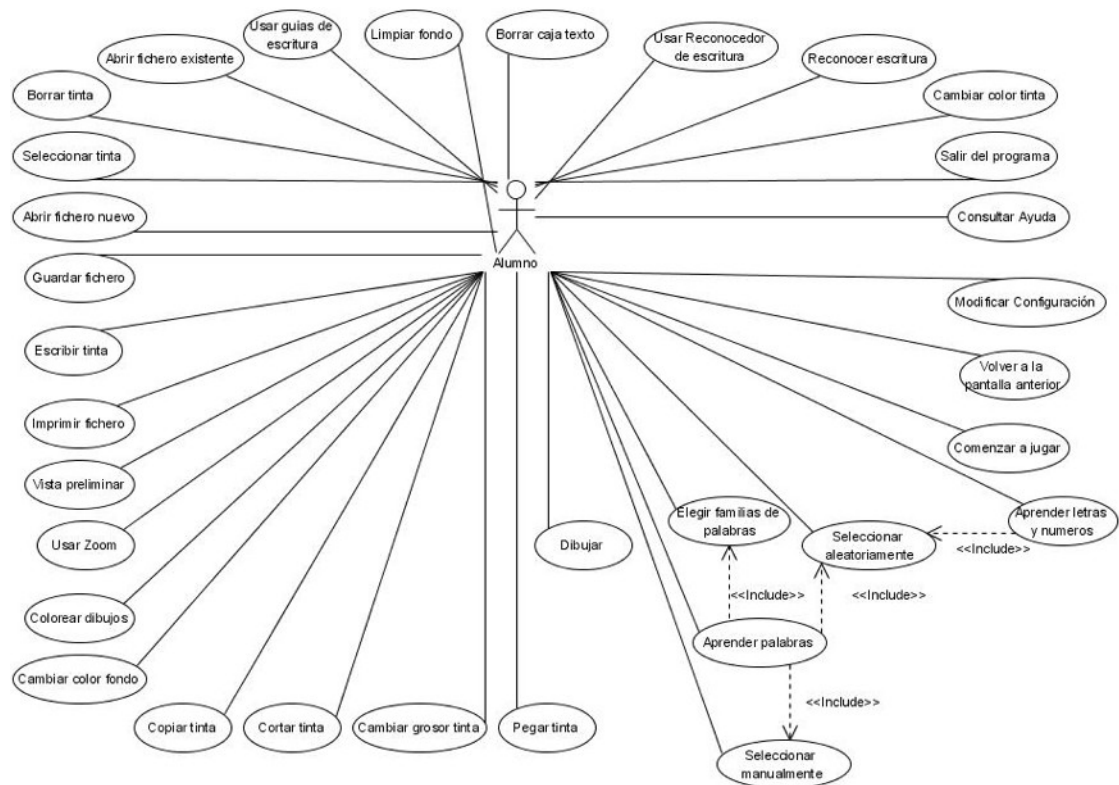 Usar guias de
escritura
Limpiar fondo
Borrar caja texto
Usar Reconocedor
de escritura
Abrir fichero existente
Reconocer escritura
Borrar tinta
Cambiar color tinta
Seleccionar tinta
Salir del programa
Abrir fichero nuevo
Consultar Ayuda
Alumno
Guardar fichero
Modificar Configuración
Escribir tinta
Volver a la
pantalla anterior
Imprimir fichero
Comenzar a jugar
Vista preliminar
Elegir familias de
palabras
Aprender letras
y numeros
Usar Zoom
Dibujar
Seleccionar
aleatoriamente
<<Include>>
<<Include>>
<<Include>>
Colorear dibujos
Aprender palabras
Cambiar color fondo
<<Include>>
Copiar tinta
Cortar tinta
Cambiar grosor tinta
Pegar tinta
Seleccionar
manualmente